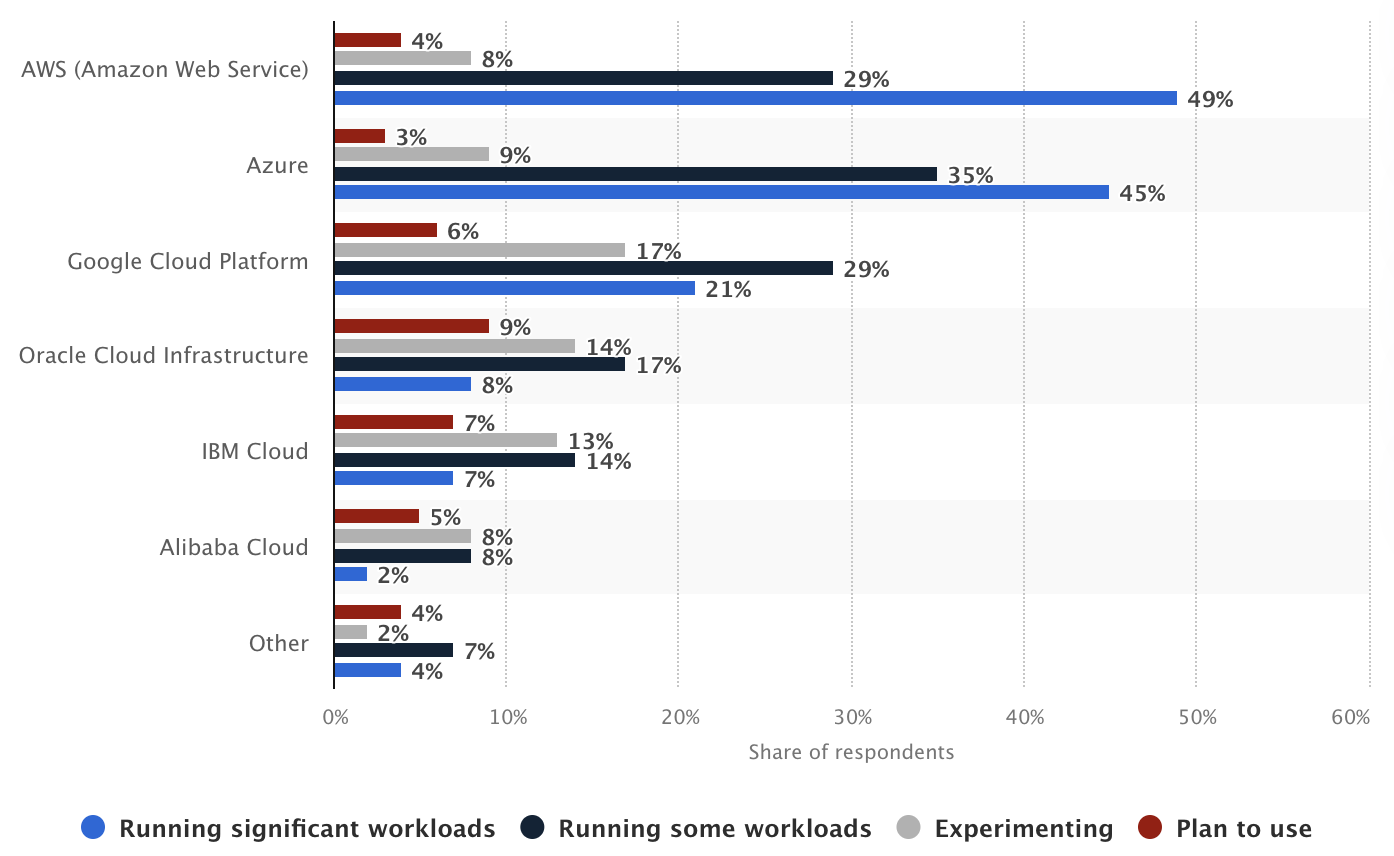 AWS (Amazon Web Service)
4%
8%
29%
49%
Azure
3%
9%
35%
45%
Google Cloud Platform
6%
17%
29%
21%
Oracle Cloud Infrastructure
9%
14%
17%
8%
IBM Cloud
7%
13%
14%
7%
Alibaba Cloud
5%
8%
8%
2%
Other
4%
2%
7%
4%
0% 10% 20% 30% 40% 50% 60%
Share of respondents
Running significant workloads Running some workloads Experimenting Plan to use